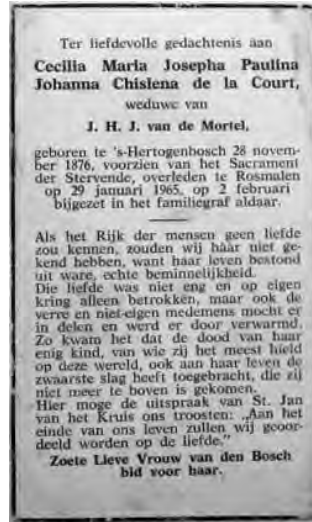 Ter liefdevolle gedachtenis aan
Cecilia Maria Josepha Paulina
Johanna Chislena de la Court,
weduwe van
J. H. J. van de Mortel,
geboren te 's-Hertogenbosch 28 novem-
ber 1876, voorzien van het Sacrament
der Stervende, overleden te Rosmalen
op 29 januari 1965, op 2 februari
bijgezet in het familiegraf aldaar.
Als het Rijk der mensen geen liefde
zou kennen, zouden wij háár niet ge-
kend hebben, want haar leven bestond
uit ware, echte beminnelijkheid.
Die liefde was niet eng en op eigen
kring alleen betrokken, maar ook de
verre en niet-eigen medemens mocht er
in delen en werd er door verwarmd.
Zo kwam het dat de dood van haar
enig kind, van wie zij het meest hield
op deze wereld, ook aan haar leven de
zwaarste slag heeft toegebracht, die zij
niet meer te boven is gekomen.
Hier moge de uitspraak van St. Jan
van het Kruis ons troosten: „Aan het
einde van ons leven zullen wij geoor-
deeld worden op de liefde.”
Zoete Lieve Vrouw van den Bosch
bid voor haar.